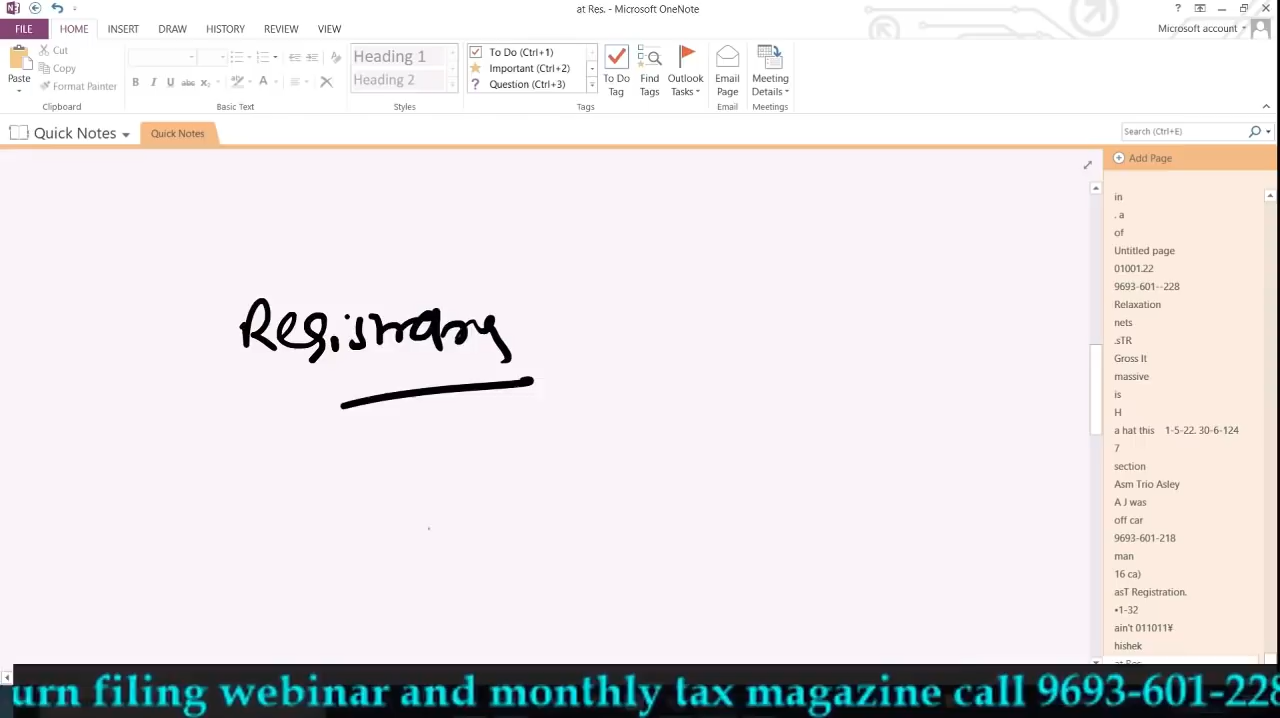 at Res. - Microsoft OneNote
FILE HOME INSERT DRAW HISTORY REVIEW VIEW
Microsoft account
Paste
Cut
Copy
Format Painter
Clipboard
B I U abc X₂ A
Basic Text
Heading 1
Heading 2
Styles
To Do (Ctrl+1)
Important (Ctrl+2)
Question (Ctrl+3)
Tags
To Do Tag
Find Tags
Outlook Tasks
Email Page
Email
Meeting Details
Meetings
Quick Notes
Quick Notes
Search (Ctrl+E)
Add Page
in
. a
of
Untitled page
01001.22
9693-601--228
Relaxation
nets
.sTR
Gross It
massive
is
H
a hat this 1-5-22. 30-6-124
7
section
Asm Trio Asley
A J was
off car
9693-601-218
man
16 ca)
asT Registration.
•1-32
ain't 011011¥
hishek
at Res.
urn filing webinar and monthly tax magazine call 9693-601-228